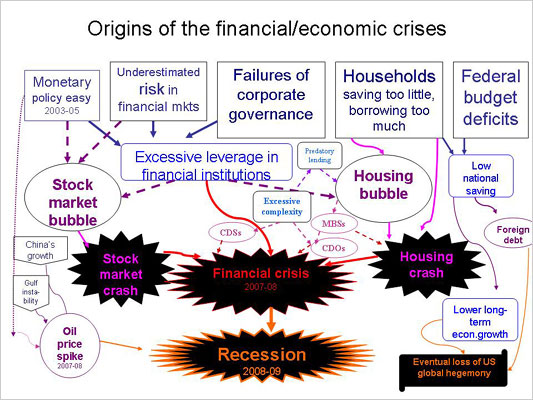 Origins of the financial/economic crises
Monetary
policy easy
2003-05
Underestimated
risk in
financial mkts
Failures of
corporate
governance
Households
saving too little,
borrowing too
much
Federal
budget
deficits
Excessive leverage in
financial institutions
Predatory
lending
Low
national
saving
Stock
market
bubble
Excessive
complexity
Housing
bubble
Foreign
debt
CDSs
MBSs
CDOs
China's
growth
Stock
market
crash
Financial crisis
2007-08
Housing
crash
Gulf
insta-
bility
Oil
price
spike
2007-08
Lower long-
term
econ.growth
Recession
2008-09
Eventual loss of US
global hegemony